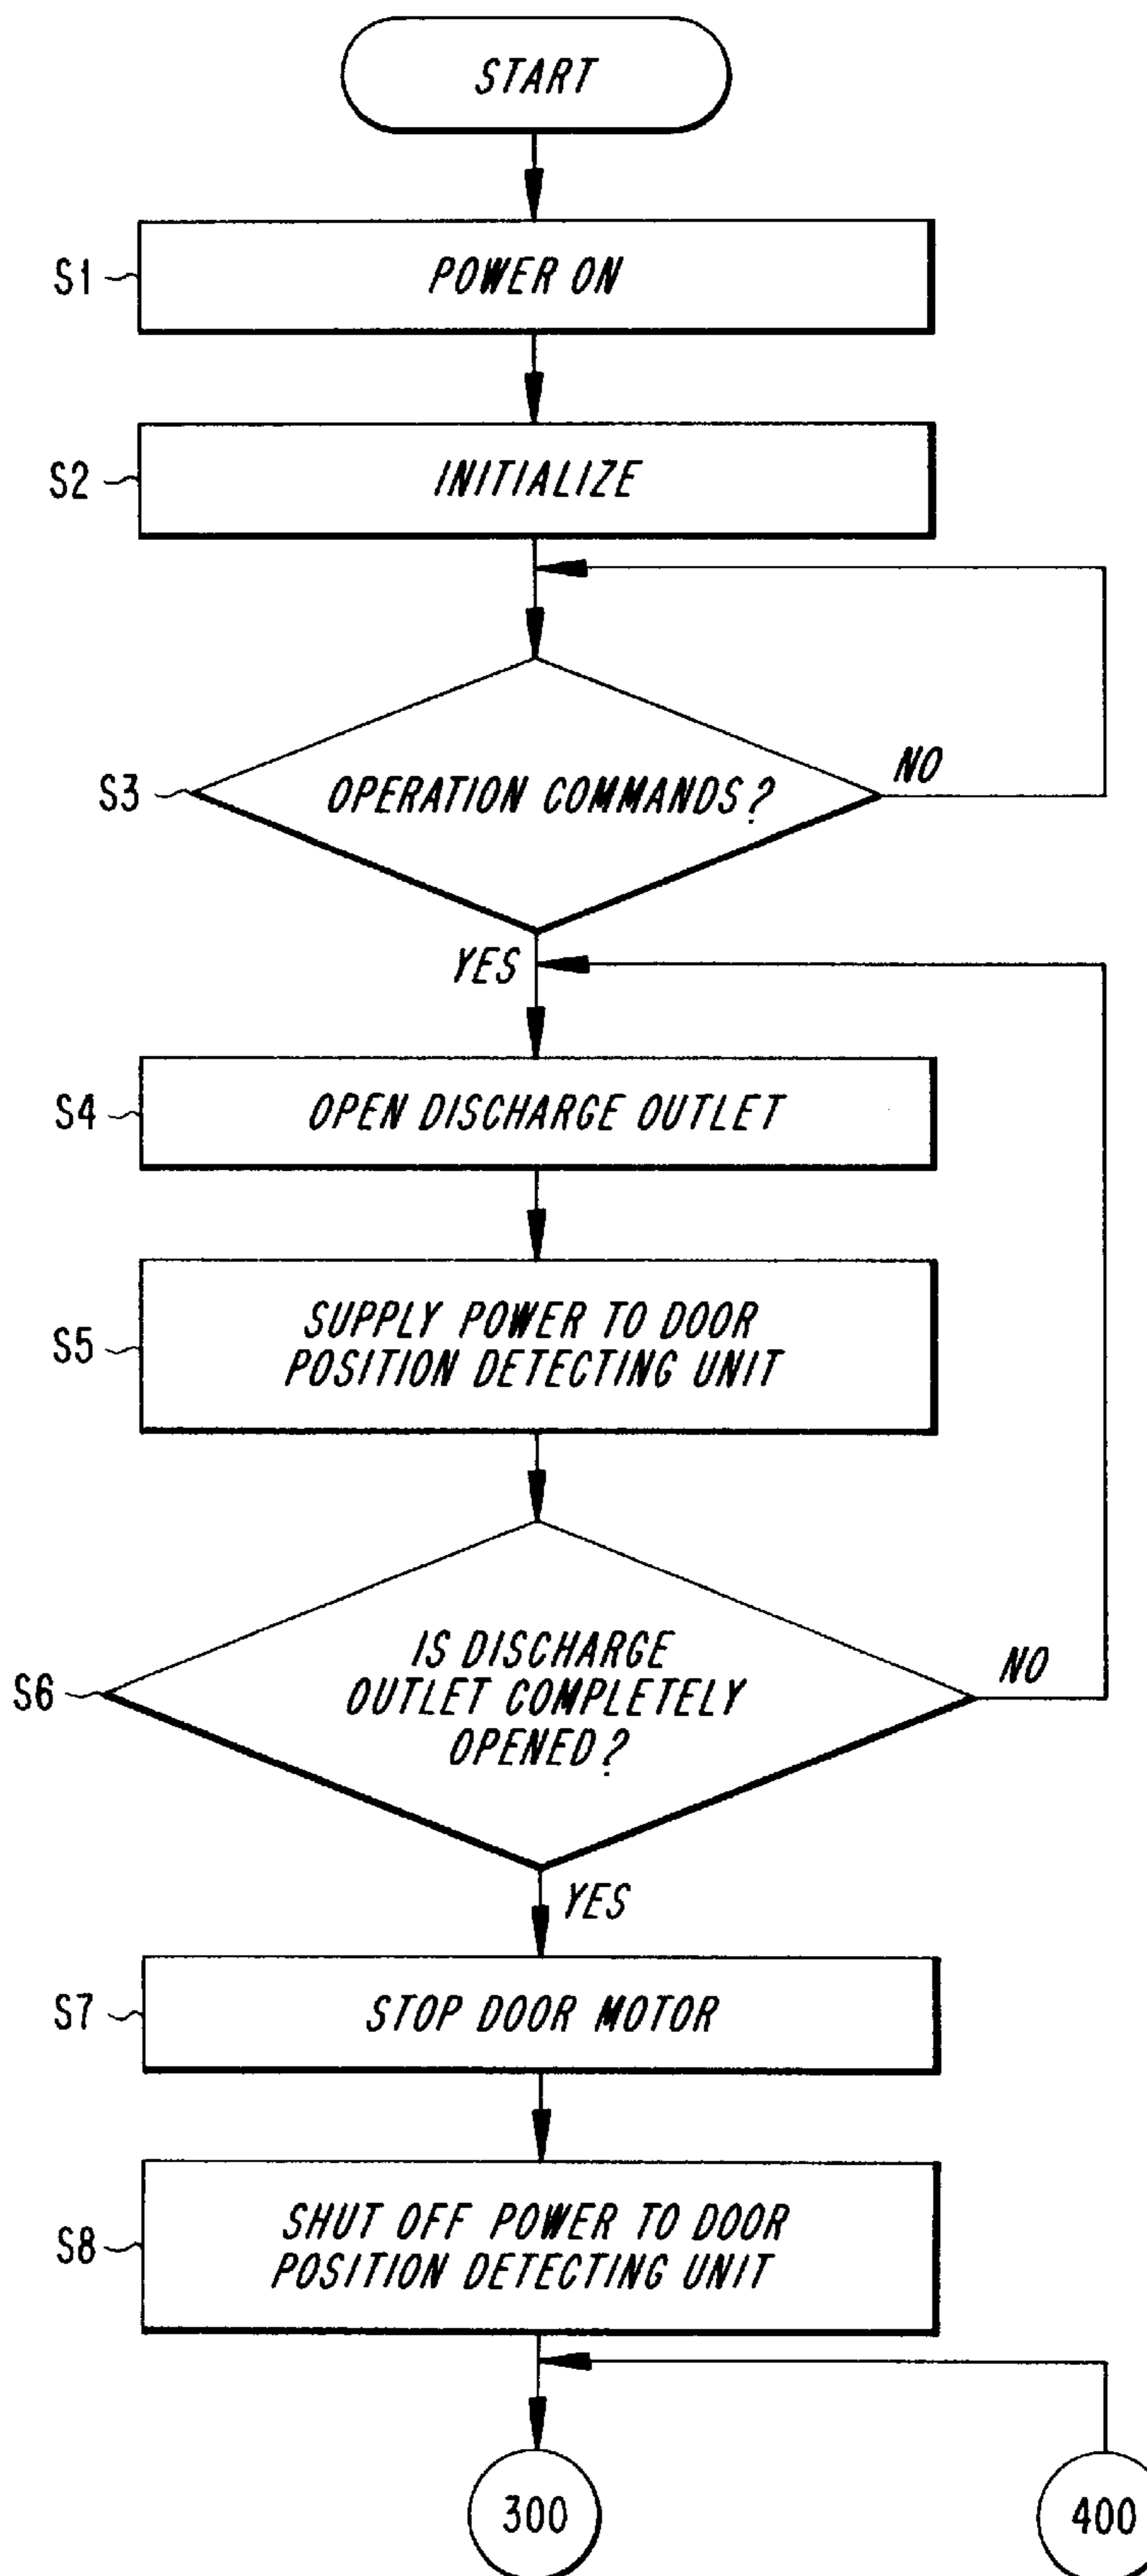 START
S1
POWER ON
S2
INITIALIZE
S3
OPERATION COMMANDS?
NO
YES
S4
OPEN DISCHARGE OUTLET
S5
SUPPLY POWER TO DOOR
POSITION DETECTING UNIT
S6
IS DISCHARGE
OUTLET COMPLETELY
OPENED?
NO
YES
S7
STOP DOOR MOTOR
S8
SHUT OFF POWER TO DOOR
POSITION DETECTING UNIT
300
400